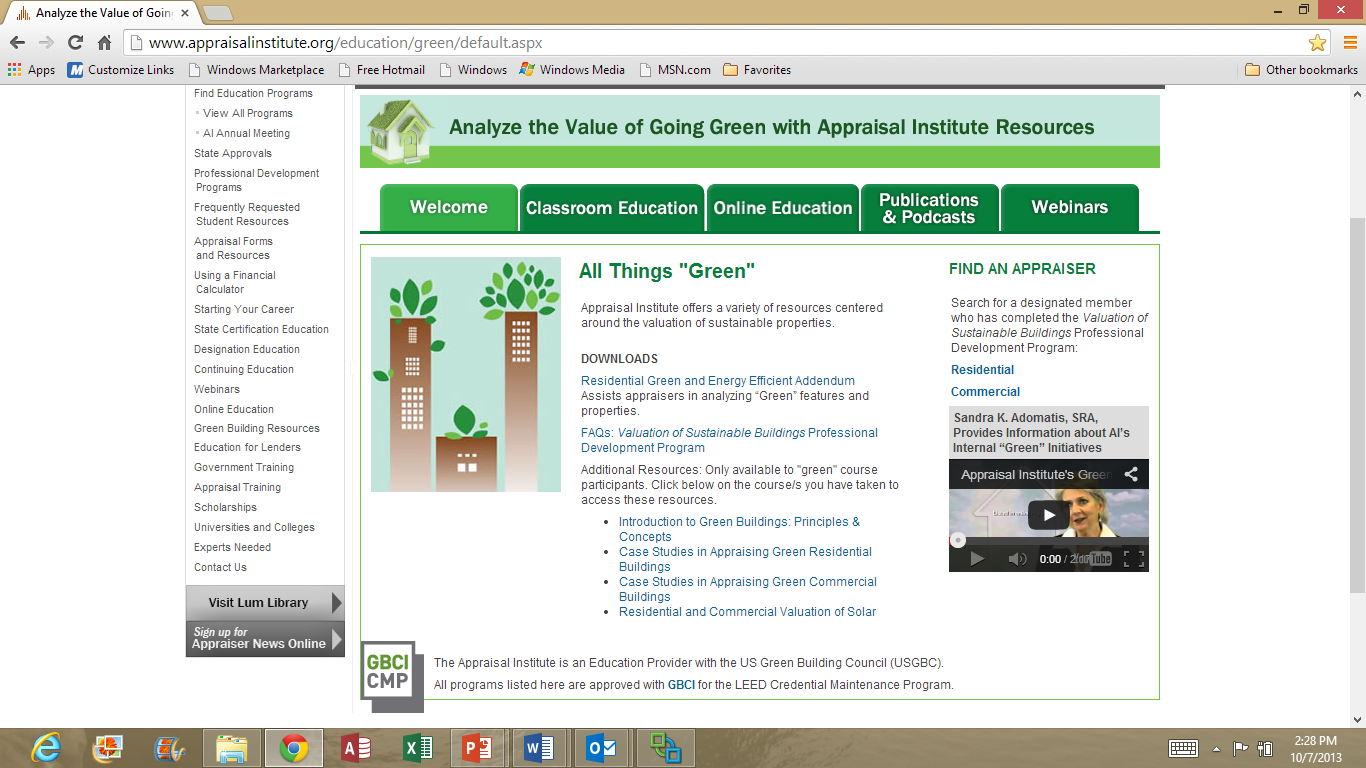 Analyze the Value of Goin
www.appraisalinstitute.org/education/green/default.aspx
Apps
Customize Links
Windows Marketplace
Free Hotmail
Windows
Windows Media
MSN.com
Favorites
Other bookmarks
Find Education Programs
View All Programs
AI Annual Meeting
State Approvals
Professional Development
Programs
Frequently Requested
Student Resources
Appraisal Forms
and Resources
Using a Financial
Calculator
Starting Your Career
State Certification Education
Designation Education
Continuing Education
Webinars
Online Education
Green Building Resources
Education for Lenders
Government Training
Appraisal Training
Scholarships
Universities and Colleges
Experts Needed
Contact Us
Visit Lum Library
Sign up for
Appraiser News Online
Analyze the Value of Going Green with Appraisal Institute Resources
Welcome
Classroom Education
Online Education
Publications
& Podcasts
Webinars
All Things "Green"
Appraisal Institute offers a variety of resources centered
around the valuation of sustainable properties.
DOWNLOADS
Residential Green and Energy Efficient Addendum
Assists appraisers in analyzing “Green” features and
properties.
FAQs: Valuation of Sustainable Buildings Professional
Development Program
Additional Resources: Only available to "green" course
participants. Click below on the course/s you have taken to
access these resources.
• Introduction to Green Buildings: Principles &
Concepts
• Case Studies in Appraising Green Residential
Buildings
• Case Studies in Appraising Green Commercial
Buildings
• Residential and Commercial Valuation of Solar
FIND AN APPRAISER
Search for a designated member
who has completed the Valuation of
Sustainable Buildings Professional
Development Program:
Residential
Commercial
Sandra K. Adomatis, SRA,
Provides Information about AI’s
Internal “Green” Initiatives
Appraisal Institute's Green
0:00 /
YouTube
GBCI
CMP
The Appraisal Institute is an Education Provider with the US Green Building Council (USGBC).
All programs listed here are approved with GBCI for the LEED Credential Maintenance Program.
2:28 PM
10/7/2013